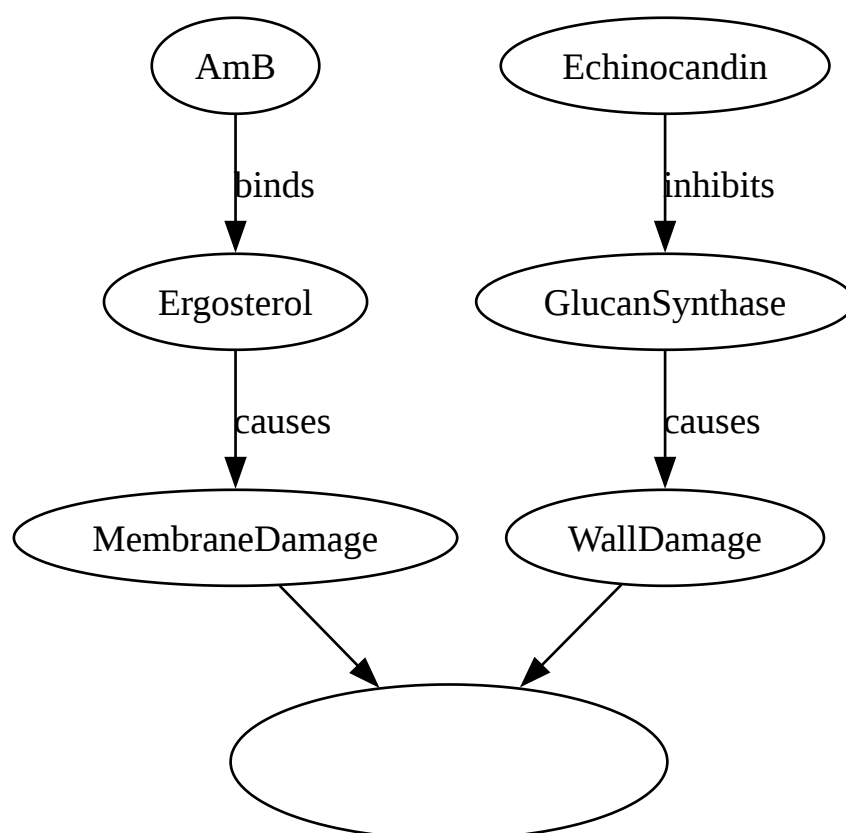 AmB
Echinocandin
binds
inhibits
Ergosterol
GlucanSynthase
causes
causes
MembraneDamage
WallDamage